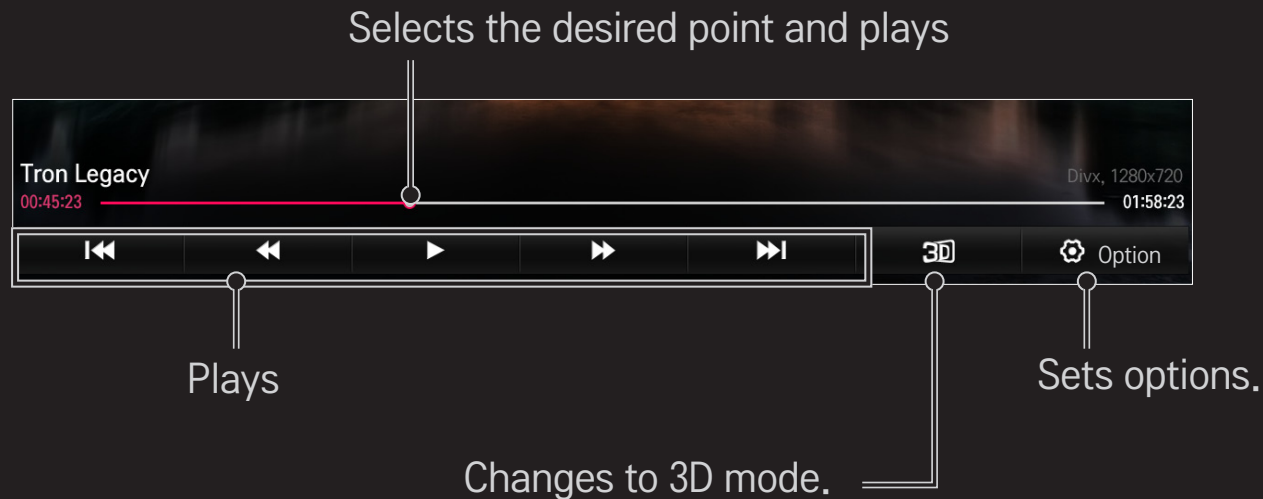 Selects the desired point and plays
Tron Legacy
Divx, 1280x720
00:45:23
01:58:23
3D
Option
Plays
Sets options.
Changes to 3D mode.